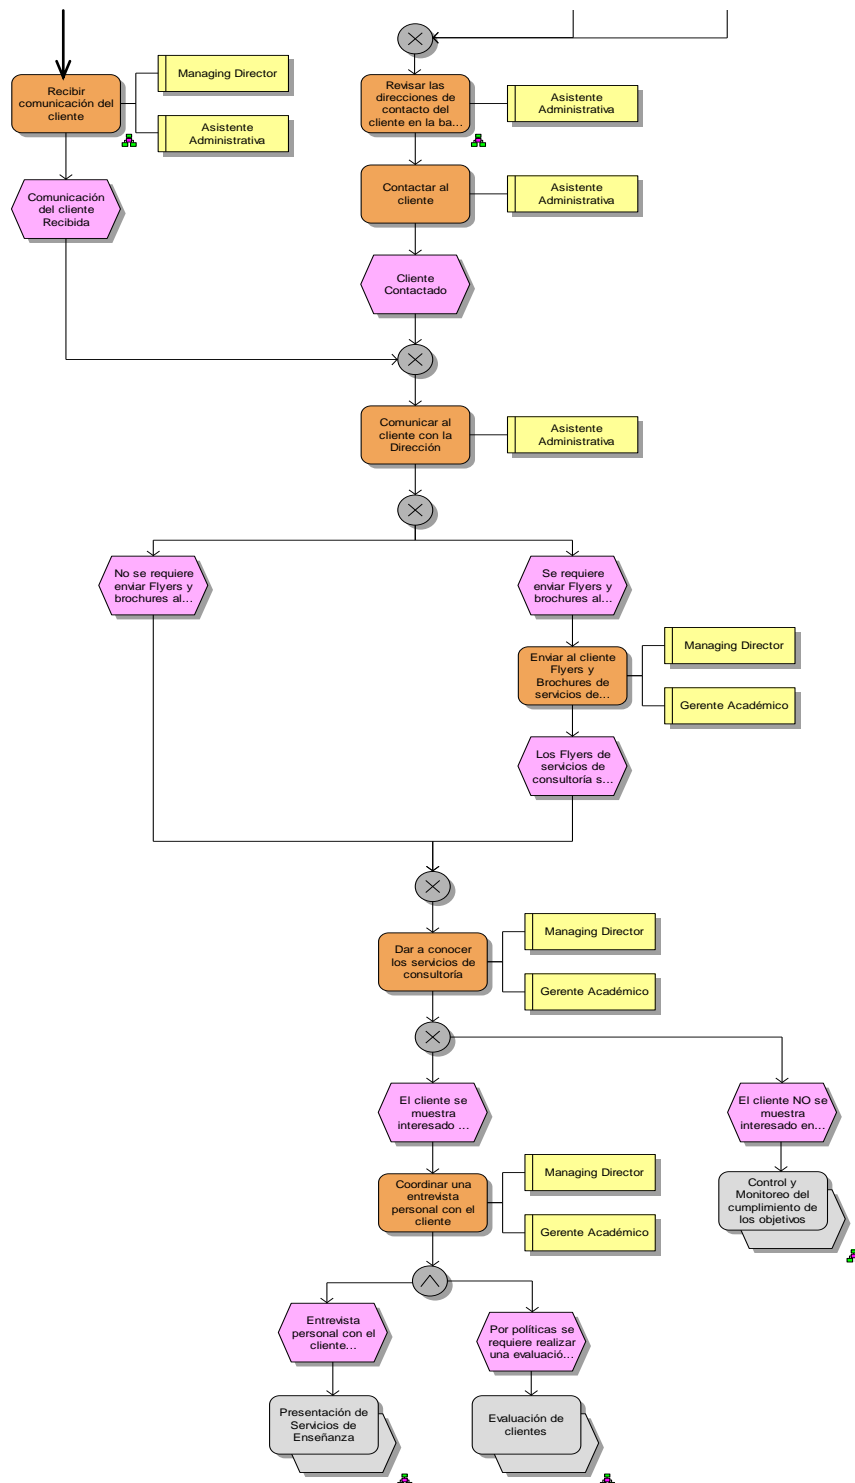 Recibir
comunicación del
cliente
Managing Director
Asistente
Administrativa
Revisar las
direcciones de
contacto del
cliente en la ba...
Asistente
Administrativa
Contactar al
cliente
Asistente
Administrativa
Comunicación
del cliente
Recibida
Cliente
Contactado
Comunicar al
cliente con la
Dirección
Asistente
Administrativa
No se requiere
enviar Flyers y
brochures al...
Se requiere
enviar Flyers y
brochures al...
Enviar al cliente
Flyers y
Brochures de
servicios de...
Managing Director
Gerente Académico
Los Flyers de
servicios de
consultoría s...
Dar a conocer
los servicios de
consultoría
Managing Director
Gerente Académico
El cliente se
muestra
interesado ...
El cliente NO se
muestra
interesado en...
Coordinar una
entrevista
personal con el
cliente
Managing Director
Gerente Académico
Control y
Monitoreo del
cumplimiento de
los objetivos
Entrevista
personal con el
cliente...
Por políticas se
requiere realizar
una evaluació...
Presentación de
Servicios de
Enseñanza
Evaluación de
clientes